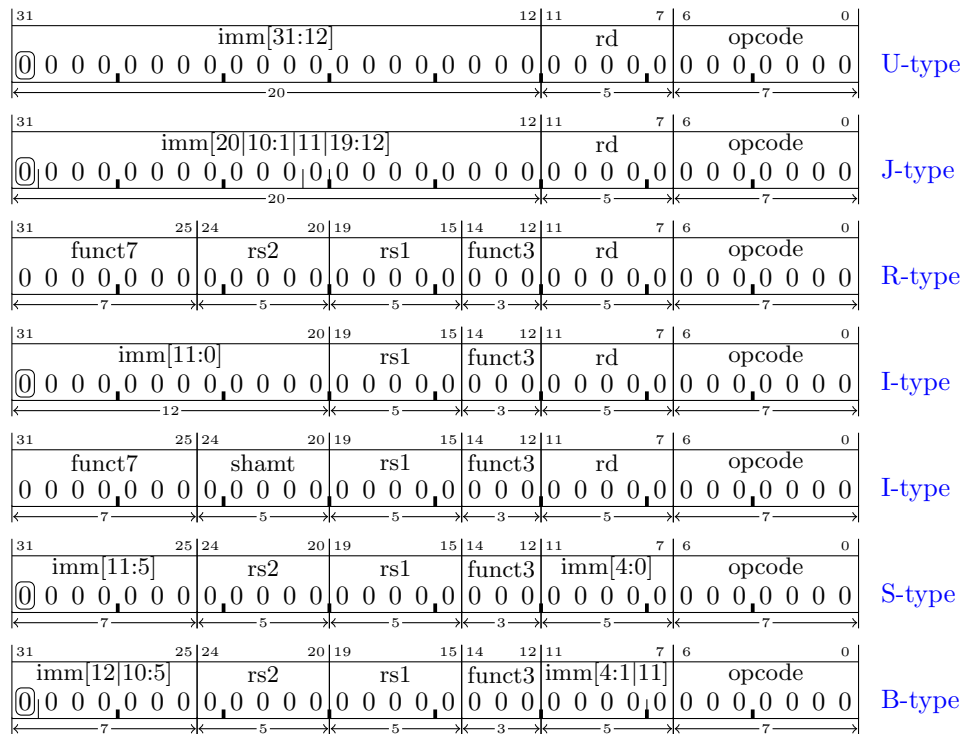 31 12 11 7 6 0
imm[31:12] rd opcode
0 0 0 0 0 0 0 0 0 0 0 0 0 0 0 0 0 0 0 0 0 0 0 0 0 0 0 0 0 0 0 0 U-type
20 5 7
31 12 11 7 6 0
imm[20|10:1|11|19:12] rd opcode
0 0 0 0 0 0 0 0 0 0 0 0 0 0 0 0 0 0 0 0 0 0 0 0 0 0 0 0 0 0 0 0 J-type
20 5 7
31 25 24 20 19 15 14 12 11 7 6 0
funct7 rs2 rs1 funct3 rd opcode
0 0 0 0 0 0 0 0 0 0 0 0 0 0 0 0 0 0 0 0 0 0 0 0 0 0 0 0 0 0 0 0 R-type
7 5 5 3 5 7
31 20 19 15 14 12 11 7 6 0
imm[11:0] rs1 funct3 rd opcode
0 0 0 0 0 0 0 0 0 0 0 0 0 0 0 0 0 0 0 0 0 0 0 0 0 0 0 0 0 0 0 0 I-type
12 5 3 5 7
31 25 24 20 19 15 14 12 11 7 6 0
funct7 shamt rs1 funct3 rd opcode
0 0 0 0 0 0 0 0 0 0 0 0 0 0 0 0 0 0 0 0 0 0 0 0 0 0 0 0 0 0 0 0 I-type
7 5 5 3 5 7
31 25 24 20 19 15 14 12 11 7 6 0
imm[11:5] rs2 rs1 funct3 imm[4:0] opcode
0 0 0 0 0 0 0 0 0 0 0 0 0 0 0 0 0 0 0 0 0 0 0 0 0 0 0 0 0 0 0 0 S-type
7 5 5 3 5 7
31 25 24 20 19 15 14 12 11 7 6 0
imm[12|10:5] rs2 rs1 funct3 imm[4:1|11] opcode
0 0 0 0 0 0 0 0 0 0 0 0 0 0 0 0 0 0 0 0 0 0 0 0 0 0 0 0 0 0 0 0 B-type
7 5 5 3 5 7